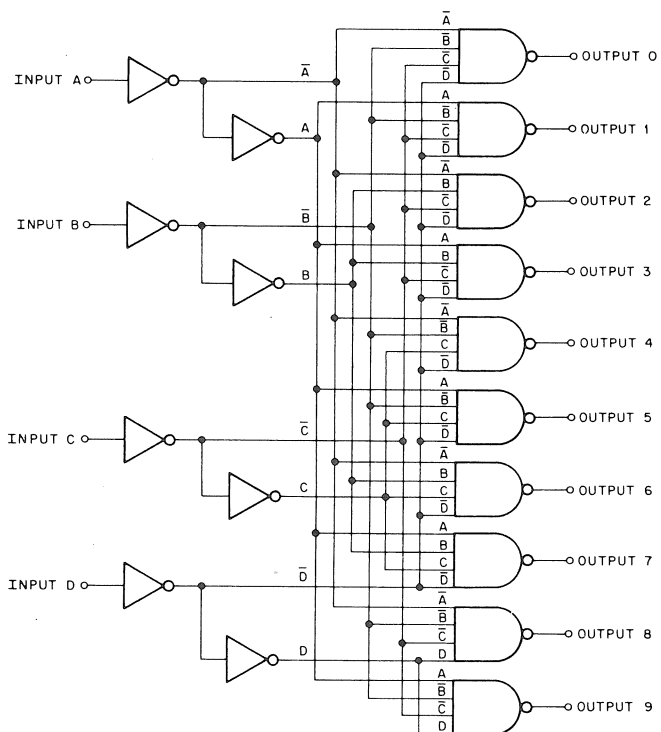 A̅
B̅
C̅
D̅
OUTPUT 0
INPUT A
A̅
A
A
B̅
C̅
D̅
OUTPUT 1
A̅
B
C̅
D̅
OUTPUT 2
INPUT B
B̅
B
A
B
C̅
D̅
OUTPUT 3
A̅
B̅
C
D̅
OUTPUT 4
A
B̅
C
D̅
OUTPUT 5
INPUT C
C̅
C
A̅
B
C
D̅
OUTPUT 6
A
B
C
D̅
OUTPUT 7
INPUT D
D̅
D
A̅
B̅
C̅
D
OUTPUT 8
A
B̅
C̅
D
OUTPUT 9